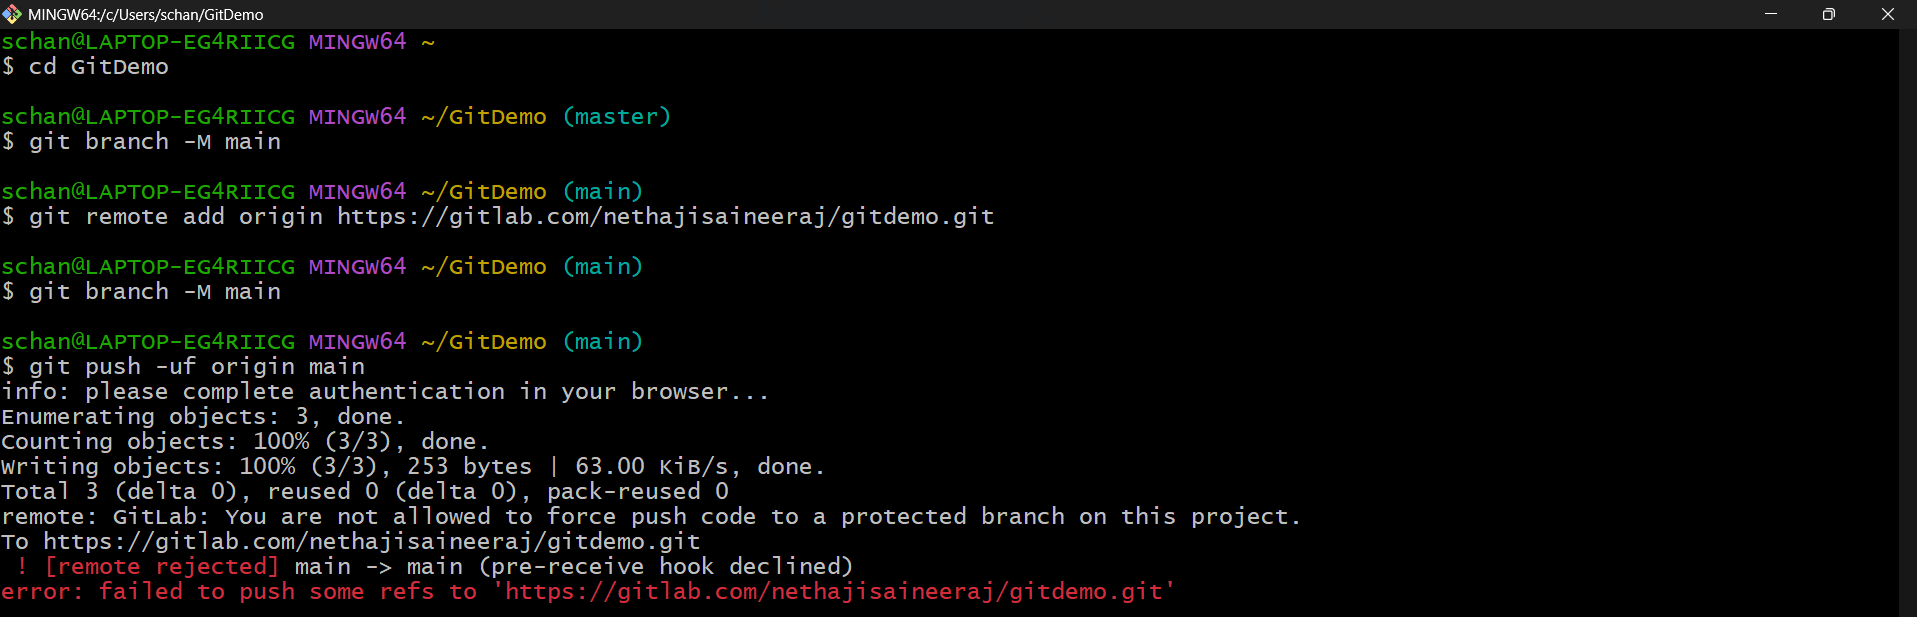 MINGW64:/c/Users/schan/GitDemo
schan@LAPTOP-EG4RIICG MINGW64 ~
$ cd GitDemo
schan@LAPTOP-EG4RIICG MINGW64 ~/GitDemo (master)
$ git branch -M main
schan@LAPTOP-EG4RIICG MINGW64 ~/GitDemo (main)
$ git remote add origin https://gitlab.com/nethajisaineeraj/gitdemo.git
schan@LAPTOP-EG4RIICG MINGW64 ~/GitDemo (main)
$ git branch -M main
schan@LAPTOP-EG4RIICG MINGW64 ~/GitDemo (main)
$ git push -uf origin main
info: please complete authentication in your browser...
Enumerating objects: 3, done.
Counting objects: 100% (3/3), done.
Writing objects: 100% (3/3), 253 bytes | 63.00 KiB/s, done.
Total 3 (delta 0), reused 0 (delta 0), pack-reused 0
remote: GitLab: You are not allowed to force push code to a protected branch on this project.
To https://gitlab.com/nethajisaineeraj/gitdemo.git
 ! [remote rejected] main -> main (pre-receive hook declined)
error: failed to push some refs to 'https://gitlab.com/nethajisaineeraj/gitdemo.git'